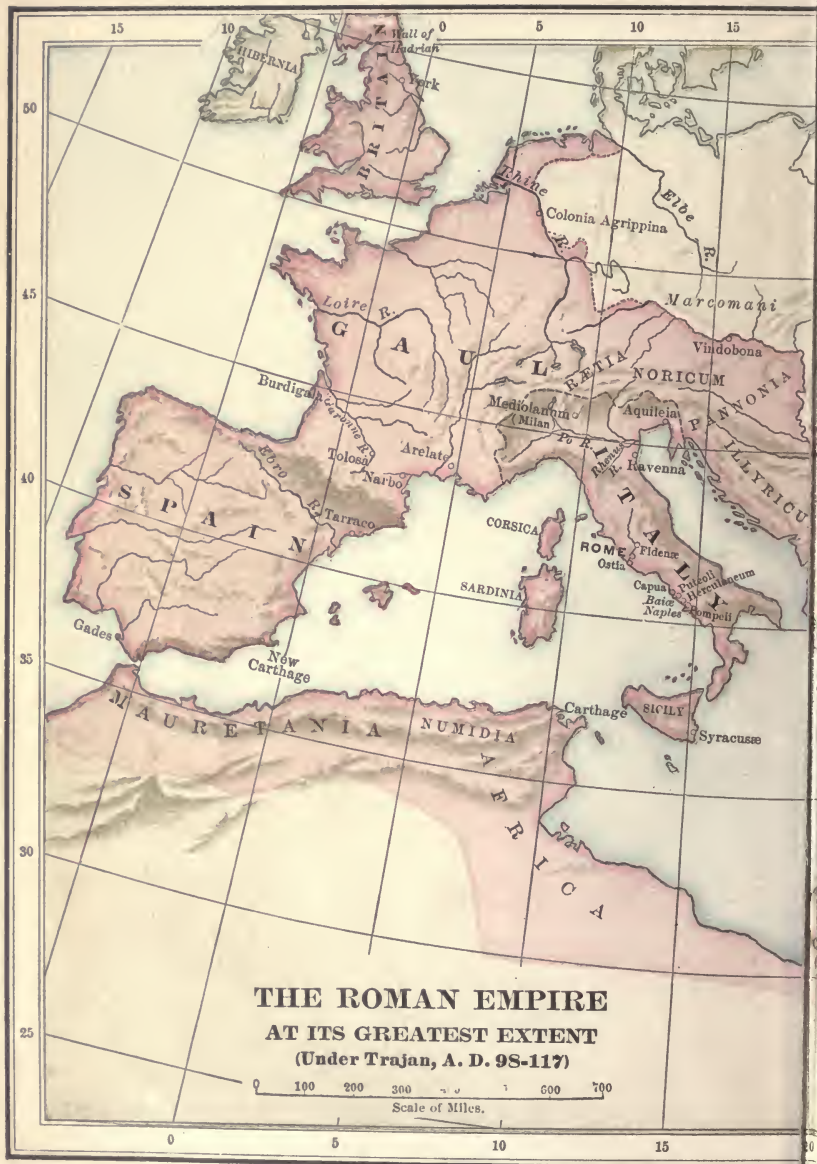 15 10 5 0 5 10 15
HIBERNIA
Wall of
Hadrian
York
BRITAIN
50
Rhine
R.
Colonia Agrippina
Elbe
R.
45
Loire R.
Marcomani
GAUL
Vindobona
RÆTIA
NORICUM
PANNONIA
Burdigala
Garonne R.
Mediolanum
(Milan)
Aquileia
ILLYRICU
Po R.
Rhenus
R.
Ravenna
Tolosa
Arelate
Narbo
40
Ebro
R.
Tarraco
SPAIN
ITALY
CORSICA
ROME
Fidenæ
Ostia
SARDINIA
Capua
Puteoli
Herculaneum
Baiæ
Naples
Pompeii
Gades
35
New
Carthage
MAURETANIA
NUMIDIA
Carthage
SICILY
Syracusæ
AFRICA
30
THE ROMAN EMPIRE
AT ITS GREATEST EXTENT
25
(Under Trajan, A. D. 98-117)
0 100 200 300 600 700
Scale of Miles.
0 5 10 15 20